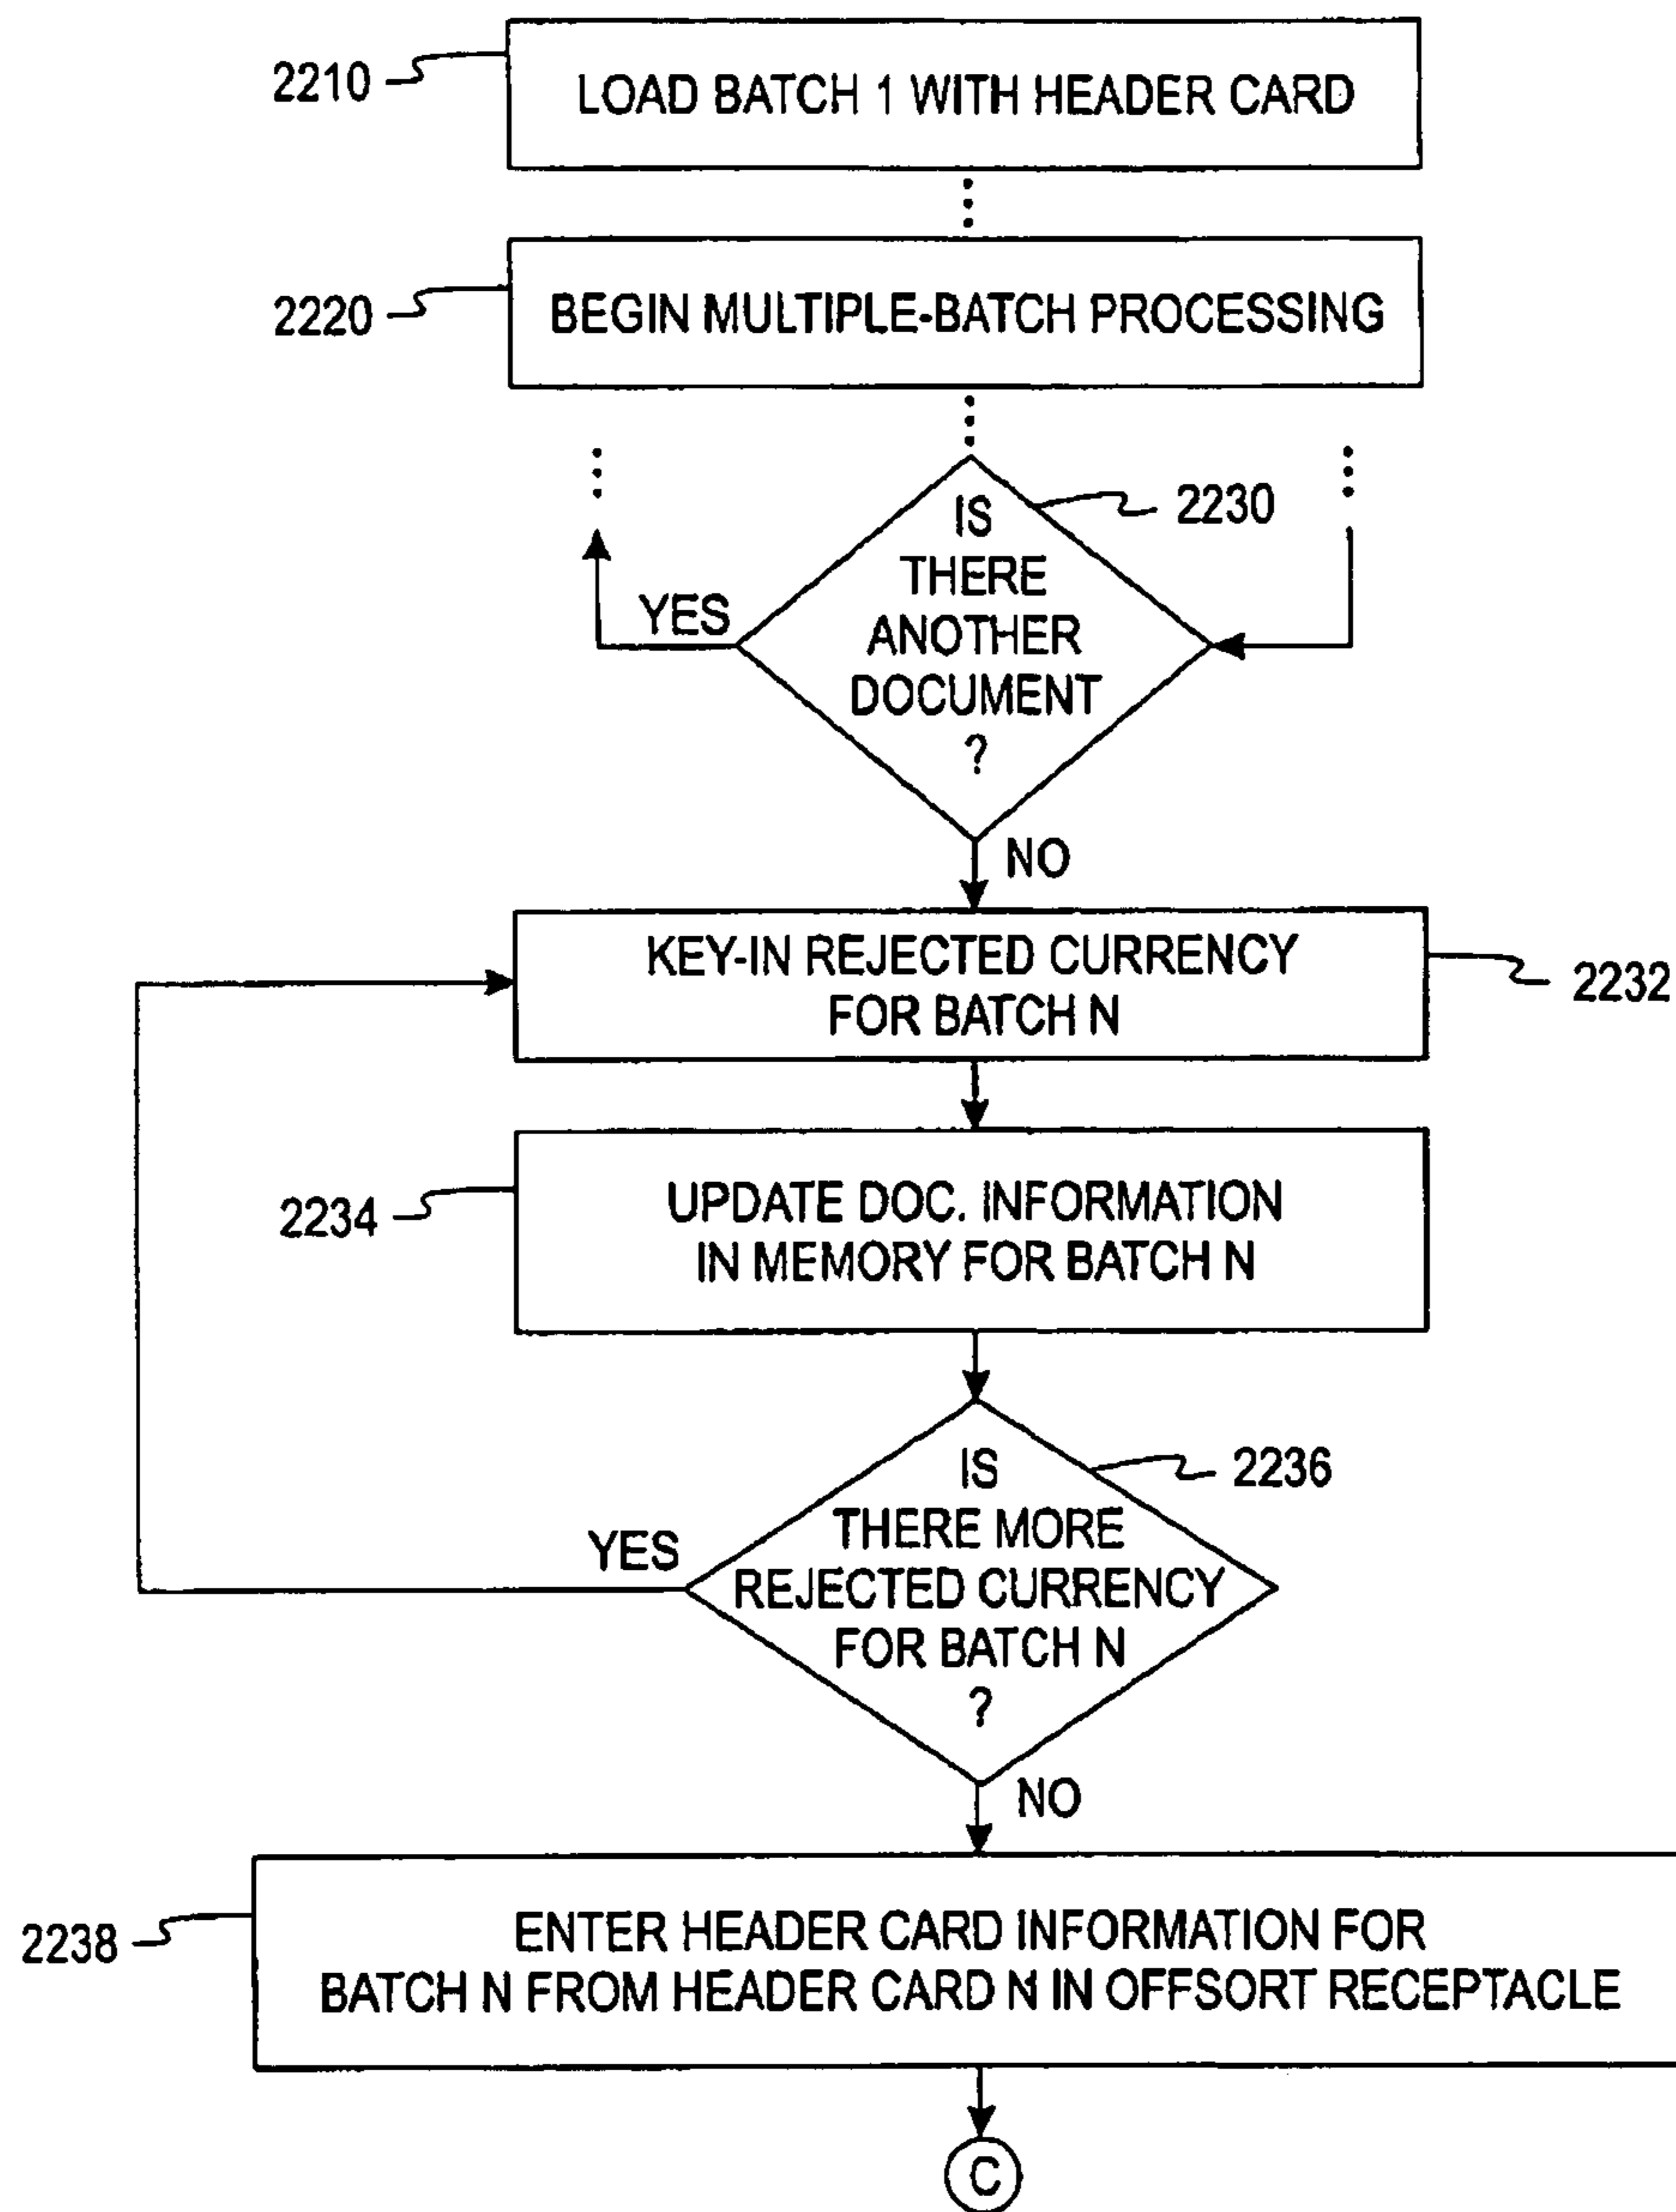 2210
LOAD BATCH 1 WITH HEADER CARD
2220
BEGIN MULTIPLE-BATCH PROCESSING
2230
IS
THERE
ANOTHER
DOCUMENT
?
YES
NO
KEY-IN REJECTED CURRENCY
FOR BATCH N
2232
2234
UPDATE DOC. INFORMATION
IN MEMORY FOR BATCH N
2236
IS
THERE MORE
REJECTED CURRENCY
FOR BATCH N
?
YES
NO
2238
ENTER HEADER CARD INFORMATION FOR
BATCH N FROM HEADER CARD N IN OFFSORT RECEPTACLE
C